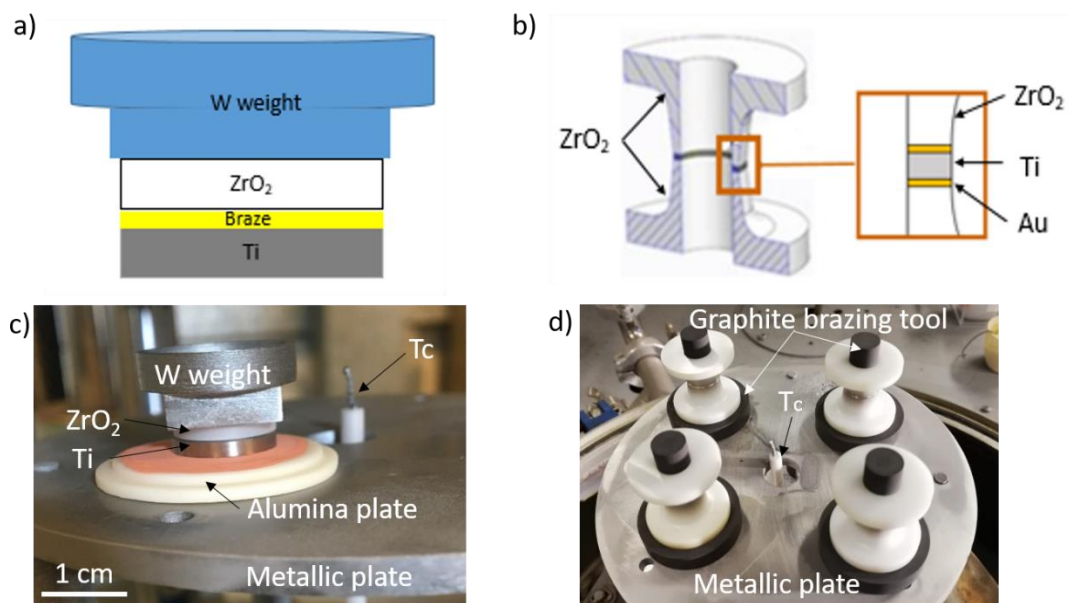 a)
W weight
ZrO₂
Braze
Ti
b)
ZrO₂
ZrO₂
Ti
Au
c)
Tc
W weight
ZrO₂
Ti
Alumina plate
1 cm
Metallic plate
d)
Graphite brazing tool
Tc
Metallic plate